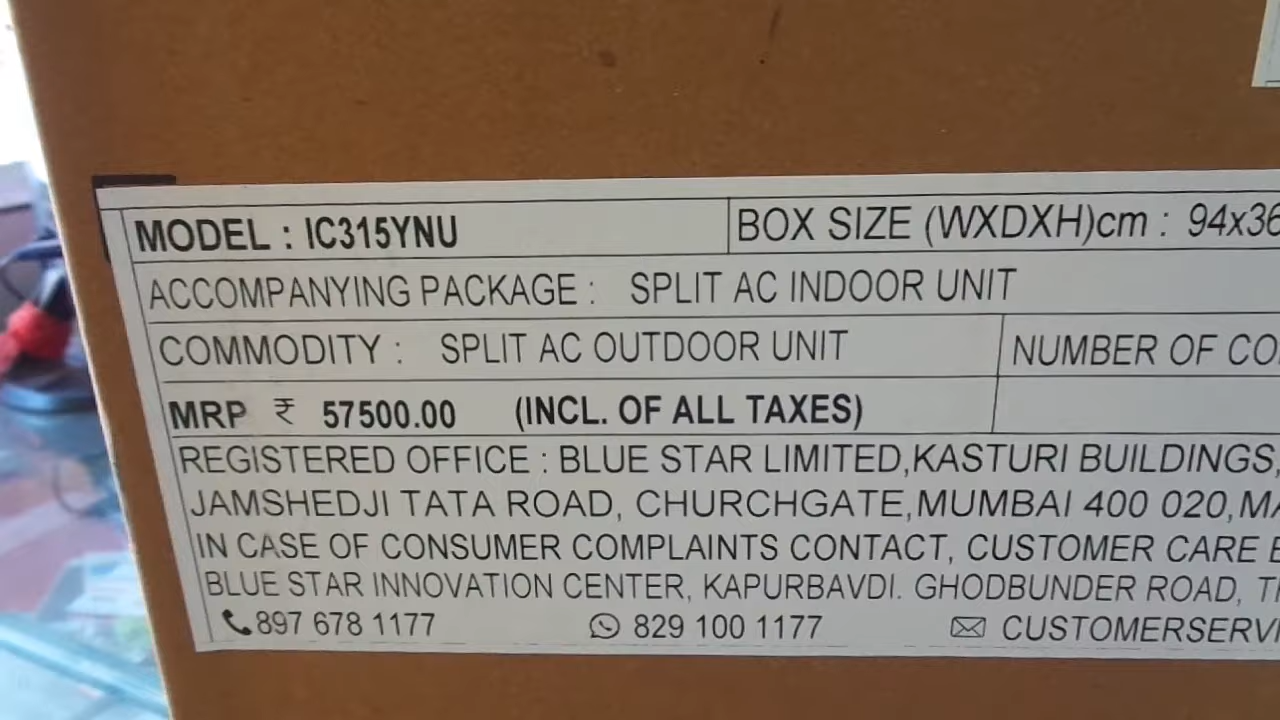 MODEL : IC315YNU BOX SIZE (WXDXH)cm : 94x36
ACCOMPANYING PACKAGE : SPLIT AC INDOOR UNIT
COMMODITY : SPLIT AC OUTDOOR UNIT NUMBER OF
MRP ₹ 57500.00 (INCL. OF ALL TAXES)
REGISTERED OFFICE : BLUE STAR LIMITED,KASTURI BUILDINGS,
JAMSHEDJI TATA ROAD, CHURCHGATE,MUMBAI 400 020,
IN CASE OF CONSUMER COMPLAINTS CONTACT, CUSTOMER CARE
BLUE STAR INNOVATION CENTER, KAPURBAVDI. GHODBUNDER ROAD,
897 678 1177 829 100 1177